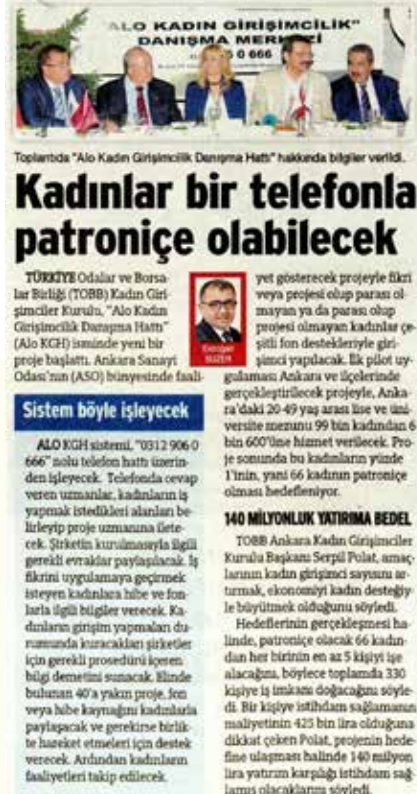 "ALO KADIN GİRİŞİMCİLİK"
DANIŞMA MERKEZİ
0 666
Toplantıda "Alo Kadın Girişimcilik Danışma Hattı" hakkında bilgiler verildi.
Kadınlar bir telefonla
patroniçe olabilecek
TÜRKİYE Odalar ve Borsa-
lar Birliği (TOBB) Kadın Giri-
şimciler Kurulu, "Alo Kadın
Girişimcilik Danışma Hattı"
(Alo KGH) isminde yeni bir
proje başlattı. Ankara Sanayi
Odası'nın (ASO) bünyesinde faali-
Erdoğan
SÜZER
yet gösterecek projeyle fikri
veya projesi olup parası ol-
mayan ya da parası olup
projesi olmayan kadınlar çe-
şitli fon destekleriyle giri-
şimci yapılacak. İlk pilot uy-
gulaması Ankara ve ilçelerinde
gerçekleştirilecek projeyle, Anka-
ra'daki 20-49 yaş arası lise ve üni-
versite mezunu 99 bin kadından 6
bin 600'üne hizmet verilecek. Pro-
je sonunda bu kadınların yüzde
1'inin, yani 66 kadının patroniçe
olması hedefleniyor.
140 MİLYONLUK YATIRIMA BEDEL
TOBB Ankara Kadın Girişimciler
Kurulu Başkanı Serpil Polat, amaç-
larının kadın girişimci sayısını ar-
tırmak, ekonomiyi kadın desteğiy-
le büyütmek olduğunu söyledi.
Hedeflerinin gerçekleşmesi ha-
linde, patroniçe olacak 66 kadın-
dan her birinin en az 5 kişiyi işe
alacağını, böylece toplamda 330
kişiye iş imkanı doğacağını söyle-
di. Bir kişiye istihdam sağlamanın
maliyetinin 425 bin lira olduğuna
dikkat çeken Polat, projenin hede-
fine ulaşması halinde 140 milyon
lira yatırım karşılığı istihdam sağ-
lamış olacaklarını söyledi.
Sistem böyle işleyecek
ALO KGH sistemi, "0312 906 0
666" nolu telefon hattı üzerin-
den işleyecek. Telefonda cevap
veren uzmanlar, kadınların iş
yapmak istedikleri alanları be-
lirleyip proje uzmanına ilete-
cek. Şirketin kurulmasıyla ilgili
gerekli evraklar paylaşılacak. İş
fikrini uygulamaya geçirmek
isteyen kadınlara hibe ve fon-
larla ilgili bilgiler verecek. Ka-
dınların girişim yapmaları du-
rumunda kuracakları şirketler
için gerekli prosedürü içeren
bilgi demetini sunacak. Elinde
bulunan 40'a yakın proje, fon
veya hibe kaynağını kadınlarla
paylaşacak ve gerekirse birlik-
te hareket etmeleri için destek
verecek. Ardından kadınların
faaliyetleri takip edilecek.